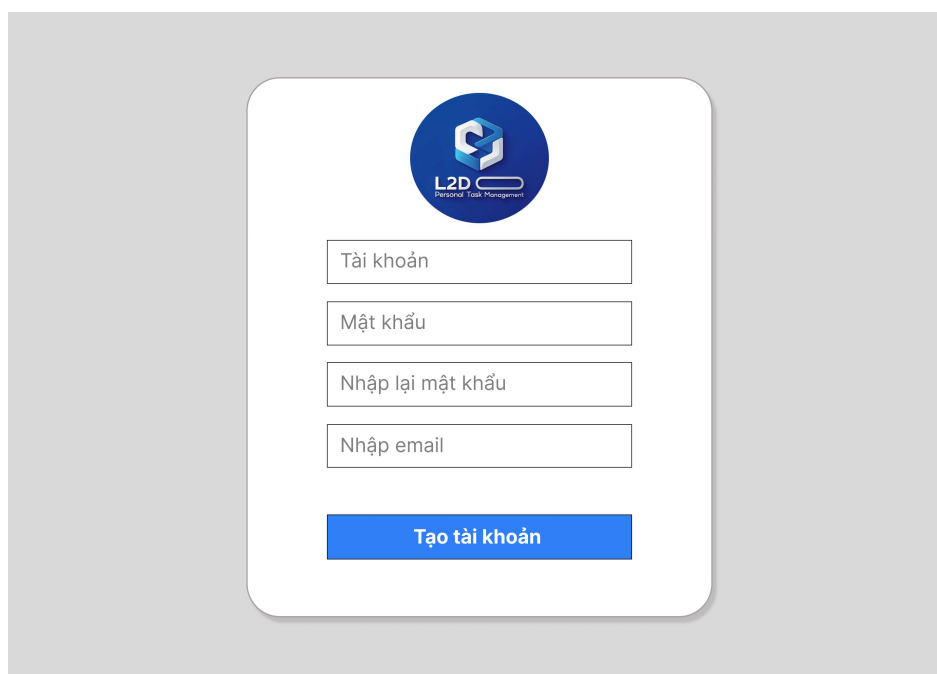 L2D
Personal Task Management
Tài khoản
Mật khẩu
Nhập lại mật khẩu
Nhập email
Tạo tài khoản